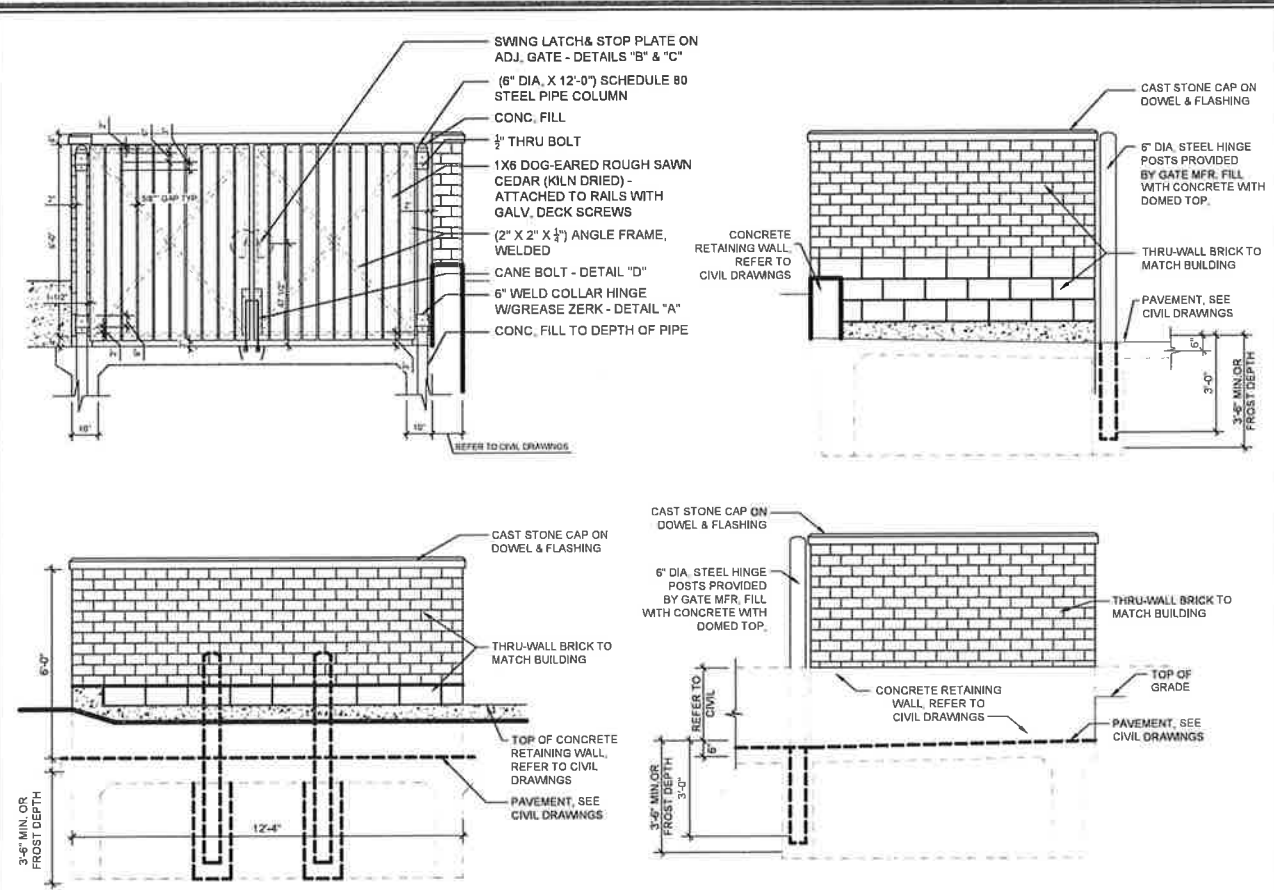 SWING LATCH& STOP PLATE ON
ADJ. GATE - DETAILS "B" & "C"
(6" DIA. X 12'-0") SCHEDULE 80
STEEL PIPE COLUMN
CONC. FILL
½" THRU BOLT
1X6 DOG-EARED ROUGH SAWN
CEDAR (KILN DRIED) -
ATTACHED TO RAILS WITH
GALV. DECK SCREWS
(2" X 2" X ¼") ANGLE FRAME,
WELDED
CANE BOLT - DETAIL "D"
6" WELD COLLAR HINGE
W/GREASE ZERK - DETAIL "A"
CONC. FILL TO DEPTH OF PIPE
5/8" GAP TYP.
6'-0"
47 1/2"
10"
10"
REFER TO CIVIL DRAWINGS
CAST STONE CAP ON
DOWEL & FLASHING
6" DIA. STEEL HINGE
POSTS PROVIDED
BY GATE MFR. FILL
WITH CONCRETE WITH
DOMED TOP.
CONCRETE
RETAINING WALL,
REFER TO
CIVIL DRAWINGS
THRU-WALL BRICK TO
MATCH BUILDING
PAVEMENT, SEE
CIVIL DRAWINGS
6"
3'-0"
3'-6" MIN. OR
FROST DEPTH
CAST STONE CAP ON
DOWEL & FLASHING
THRU-WALL BRICK TO
MATCH BUILDING
6'-0"
TOP OF CONCRETE
RETAINING WALL,
REFER TO CIVIL
DRAWINGS
PAVEMENT, SEE
CIVIL DRAWINGS
12'-4"
3'-6" MIN. OR
FROST DEPTH
CAST STONE CAP ON
DOWEL & FLASHING
6" DIA. STEEL HINGE
POSTS PROVIDED
BY GATE MFR. FILL
WITH CONCRETE WITH
DOMED TOP.
THRU-WALL BRICK TO
MATCH BUILDING
TOP OF
GRADE
CONCRETE RETAINING
WALL, REFER TO
CIVIL DRAWINGS
PAVEMENT, SEE
CIVIL DRAWINGS
REFER TO
CIVIL
6"
3'-0"
3'-6" MIN. OR
FROST DEPTH